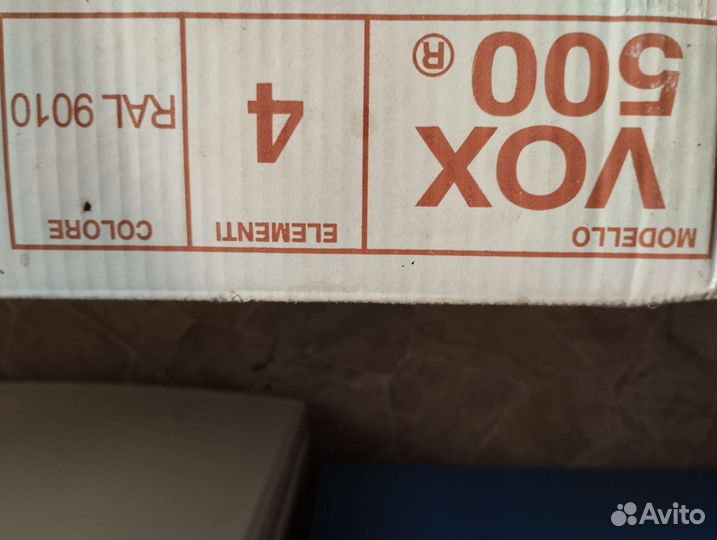 MODELLO
VOX
500®
ELEMENTI
4
COLORE
RAL 9010
Avito